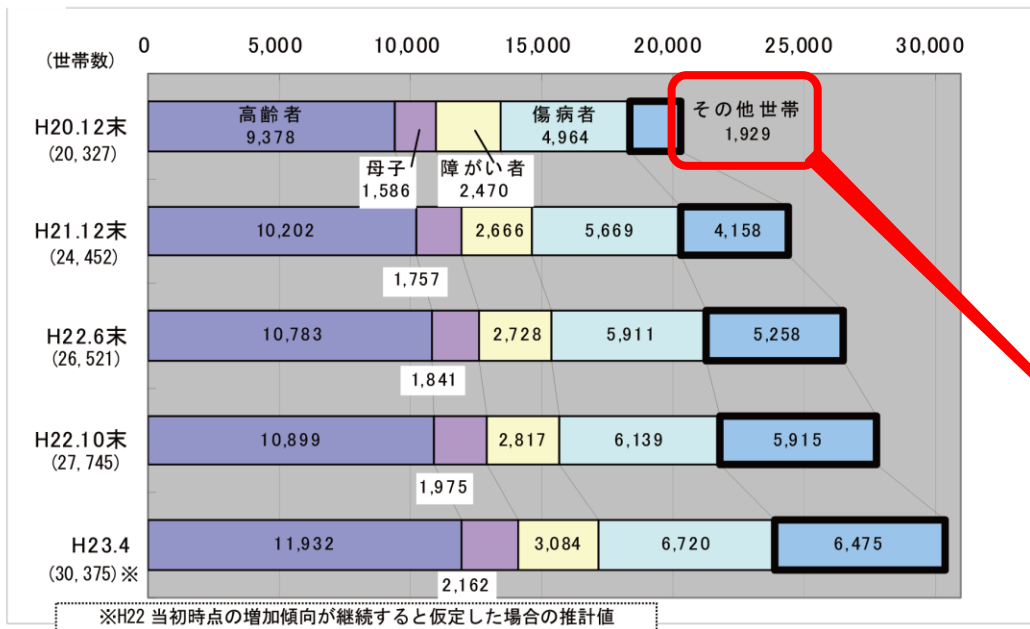 0 5,000 10,000 15,000 20,000 25,000 30,000
(世帯数)
H20.12末
(20,327)
高齢者
9,378
母子
1,586
障がい者
2,470
傷病者
4,964
その他世帯
1,929
H21.12末
(24,452)
10,202
1,757
2,666
5,669
4,158
H22.6末
(26,521)
10,783
1,841
2,728
5,911
5,258
H22.10末
(27,745)
10,899
1,975
2,817
6,139
5,915
H23.4
(30,375)※
11,932
2,162
3,084
6,720
6,475
※H22 当初時点の増加傾向が継続すると仮定した場合の推計値